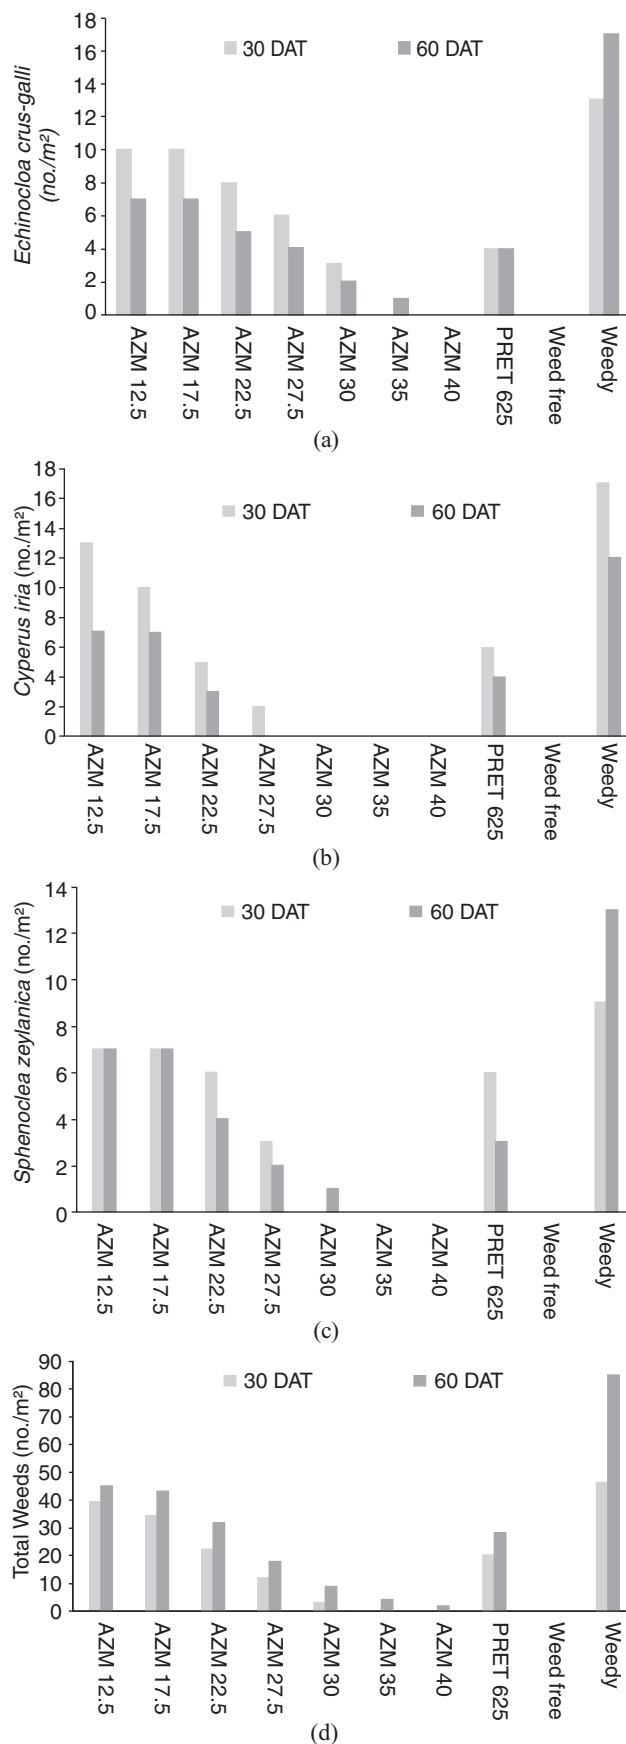 18
16
14
12
10
8
6
4
2
0
Echinocloa crus-galli
(no./m²)
30 DAT
60 DAT
AZM 12.5
AZM 17.5
AZM 22.5
AZM 27.5
AZM 30
AZM 35
AZM 40
PRET 625
Weed free
Weedy
(a)
18
16
14
12
10
8
6
4
2
0
Cyperus iria (no./m²)
30 DAT
60 DAT
AZM 12.5
AZM 17.5
AZM 22.5
AZM 27.5
AZM 30
AZM 35
AZM 40
PRET 625
Weed free
Weedy
(b)
14
12
10
8
6
4
2
0
Sphenoclea zeylanica (no./m²)
30 DAT
60 DAT
AZM 12.5
AZM 17.5
AZM 22.5
AZM 27.5
AZM 30
AZM 35
AZM 40
PRET 625
Weed free
Weedy
(c)
90
80
70
60
50
40
30
20
10
0
Total Weeds (no./m²)
30 DAT
60 DAT
AZM 12.5
AZM 17.5
AZM 22.5
AZM 27.5
AZM 30
AZM 35
AZM 40
PRET 625
Weed free
Weedy
(d)